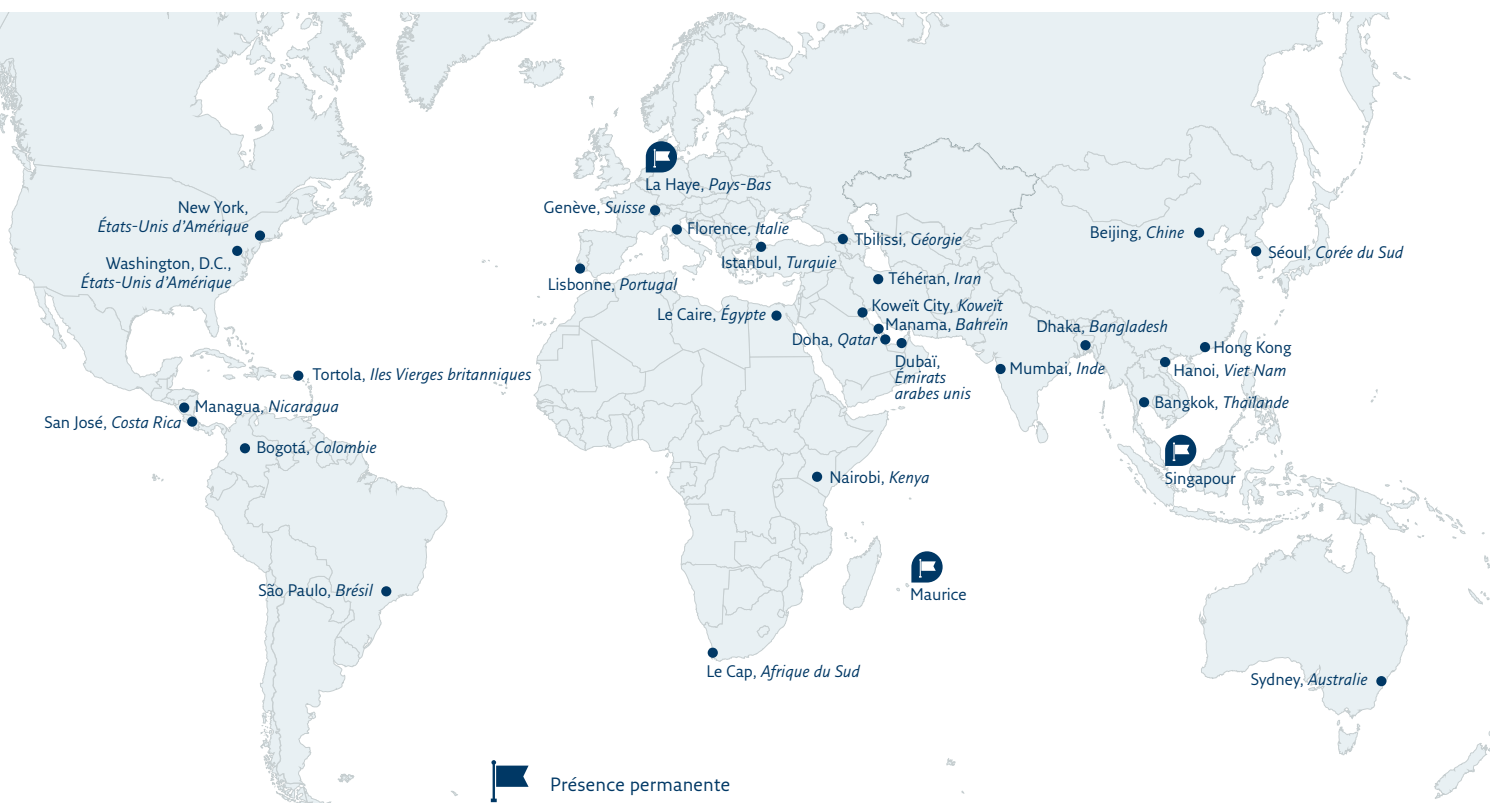 La Haye, Pays-Bas
New York,
États-Unis d'Amérique
Genève, Suisse
Florence, Italie
Tbilissi, Géorgie
Beijing, Chine
Séoul, Corée du Sud
Washington, D.C.,
États-Unis d'Amérique
Istanbul, Turquie
Lisbonne, Portugal
Téhéran, Iran
Le Caire, Égypte
Koweït City, Koweït
Manama, Bahreïn
Dhaka, Bangladesh
Doha, Qatar
Hong Kong
Dubaï,
Émirats
arabes unis
Mumbai, Inde
Hanoi, Viet Nam
Tortola, Iles Vierges britanniques
Managua, Nicaragua
Bangkok, Thaïlande
San José, Costa Rica
Bogotá, Colombie
Nairobi, Kenya
Singapour
São Paulo, Brésil
Maurice
Le Cap, Afrique du Sud
Sydney, Australie
Présence permanente